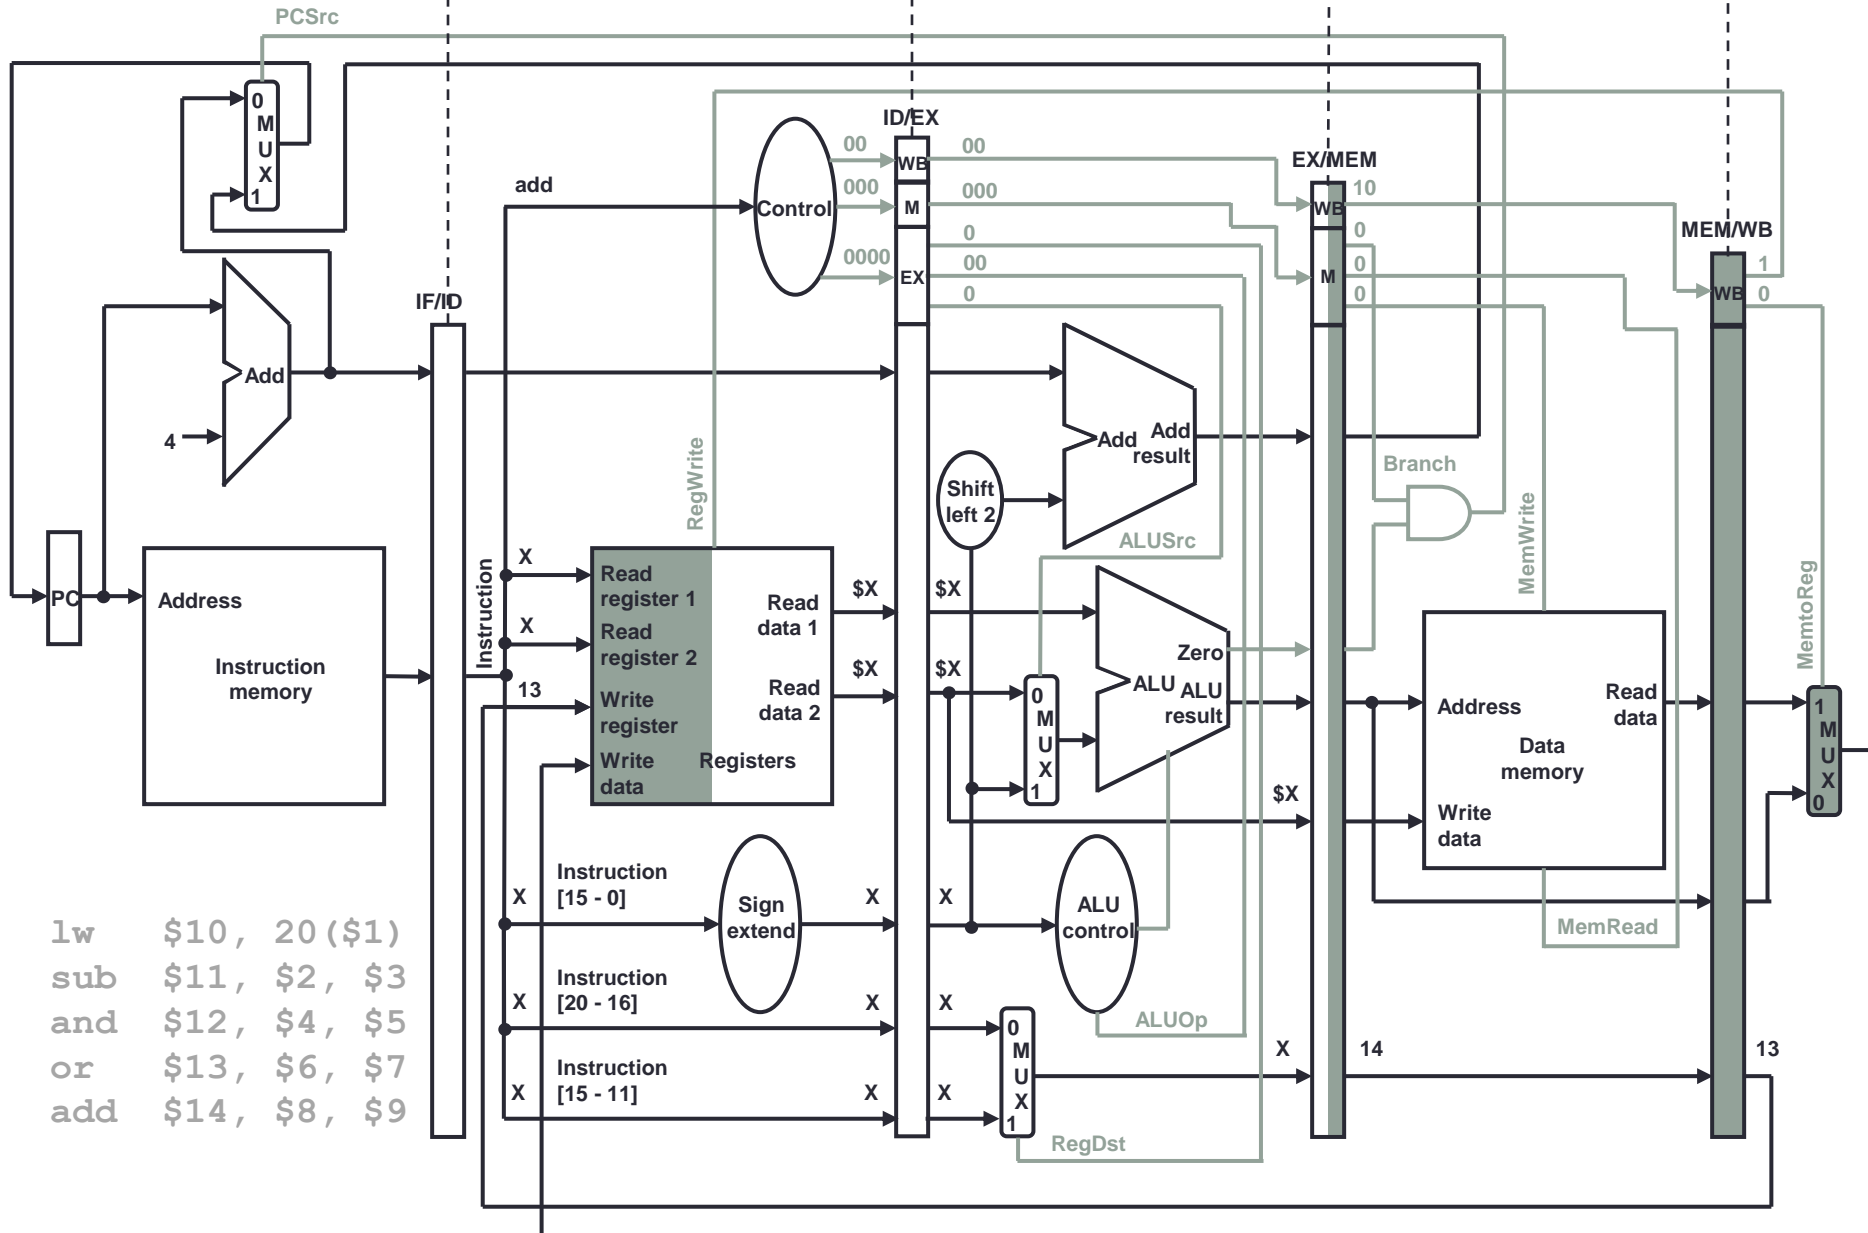 PCSrc
0
M
U
X
1
ID/EX
00
WB
00
EX/MEM
10
add
000
M
000
WB
Control
0
0
MEM/WB
0000
EX
00
0
M
0
0
1
WB
0
IF/ID
Add
4
Add
Add
result
RegWrite
Shift
left 2
Branch
ALUSrc
MemWrite
MemtoReg
PC
Address
Instruction
memory
Instruction
X
Read
register 1
X
Read
register 2
13
Write
register
Write
data
Registers
Read
data 1
Read
data 2
$X
$X
$X
$X
0
M
U
X
1
Zero
ALU
ALU
result
Address
Read
data
Data
memory
Write
data
1
M
U
X
0
$X
Instruction
[15 - 0]
X
Sign
extend
X
X
ALU
control
MemRead
Instruction
[20 - 16]
X
X
X
ALUOp
0
M
U
X
1
X
14
13
Instruction
[15 - 11]
X
X
X
RegDst
lw $10, 20($1)
sub $11, $2, $3
and $12, $4, $5
or $13, $6, $7
add $14, $8, $9